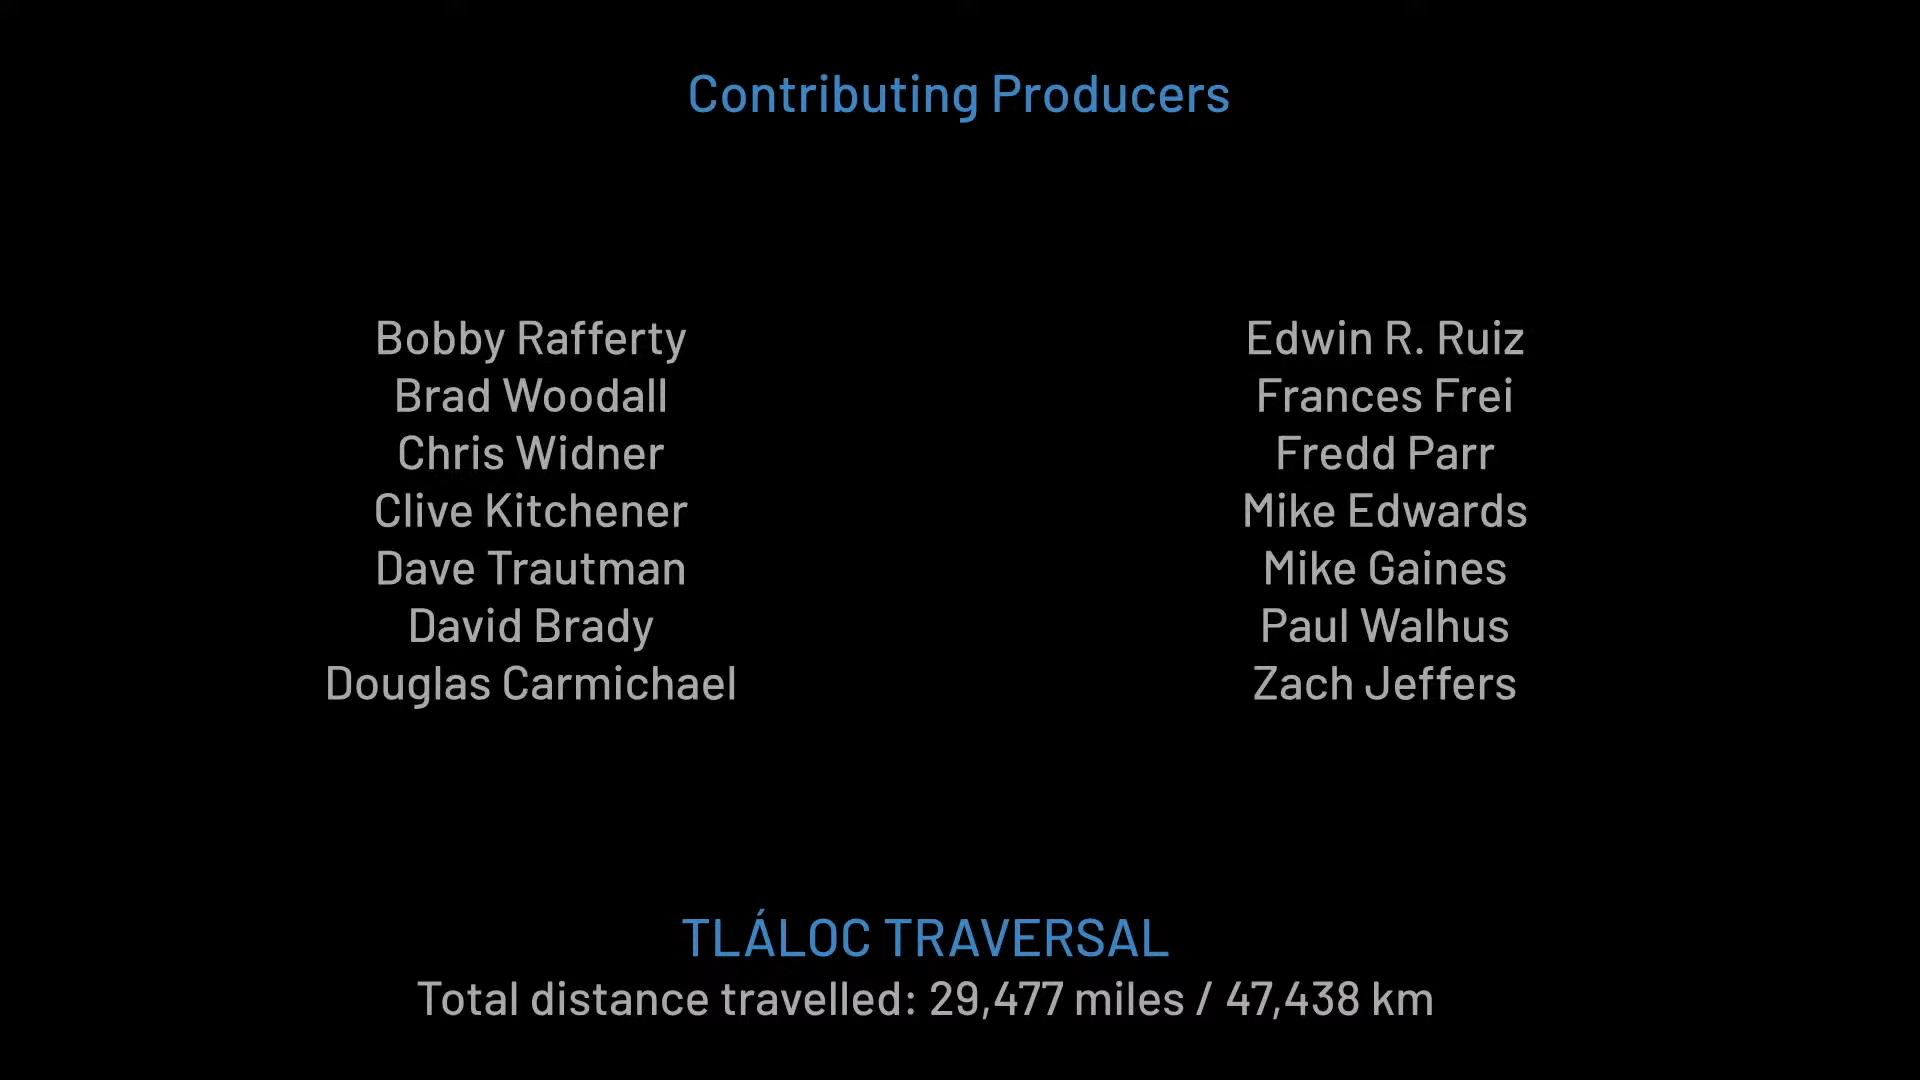 Contributing Producers
Bobby Rafferty
Brad Woodall
Chris Widner
Clive Kitchener
Dave Trautman
David Brady
Douglas Carmichael
Edwin R. Ruiz
Frances Frei
Fredd Parr
Mike Edwards
Mike Gaines
Paul Walhus
Zach Jeffers
TLÁLOC TRAVERSAL
Total distance travelled: 29,477 miles / 47,438 km